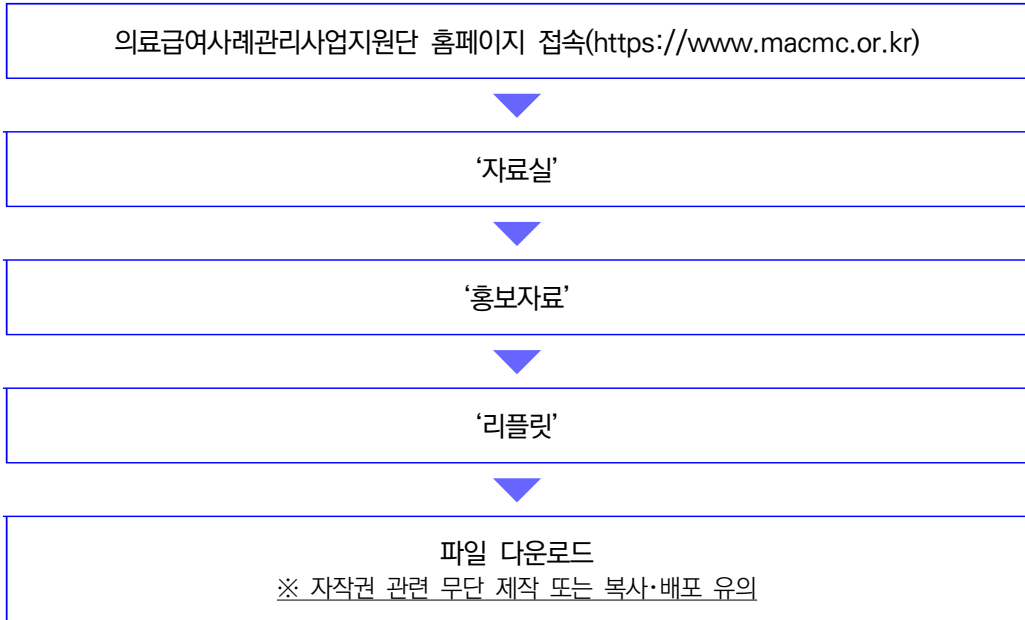 의료급여사례관리사업지원단 홈페이지 접속(https://www.macmc.or.kr)
‘자료실’
‘홍보자료’
‘리플릿’
파일 다운로드
※ 자작권 관련 무단 제작 또는 복사·배포 유의